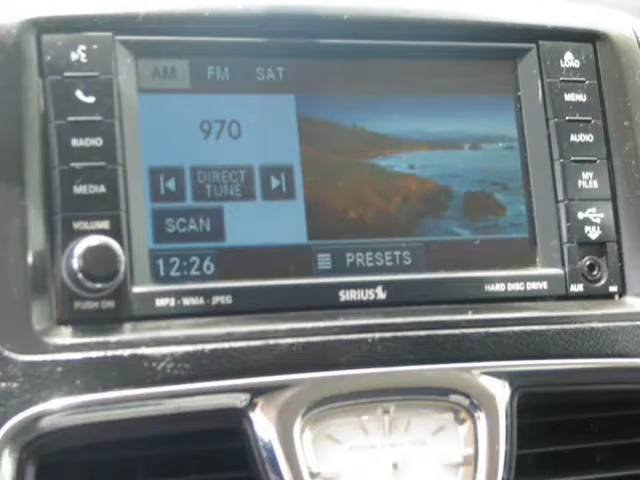 AM FM SAT
970
DIRECT
TUNE
SCAN
12:26
PRESETS
RADIO
MEDIA
VOLUME
PUSH ON
MP3 - WMA - JPEG
SIRIUS
HARD DISC DRIVE
LOAD
MENU
AUDIO
MY
FILES
PULL
AUX